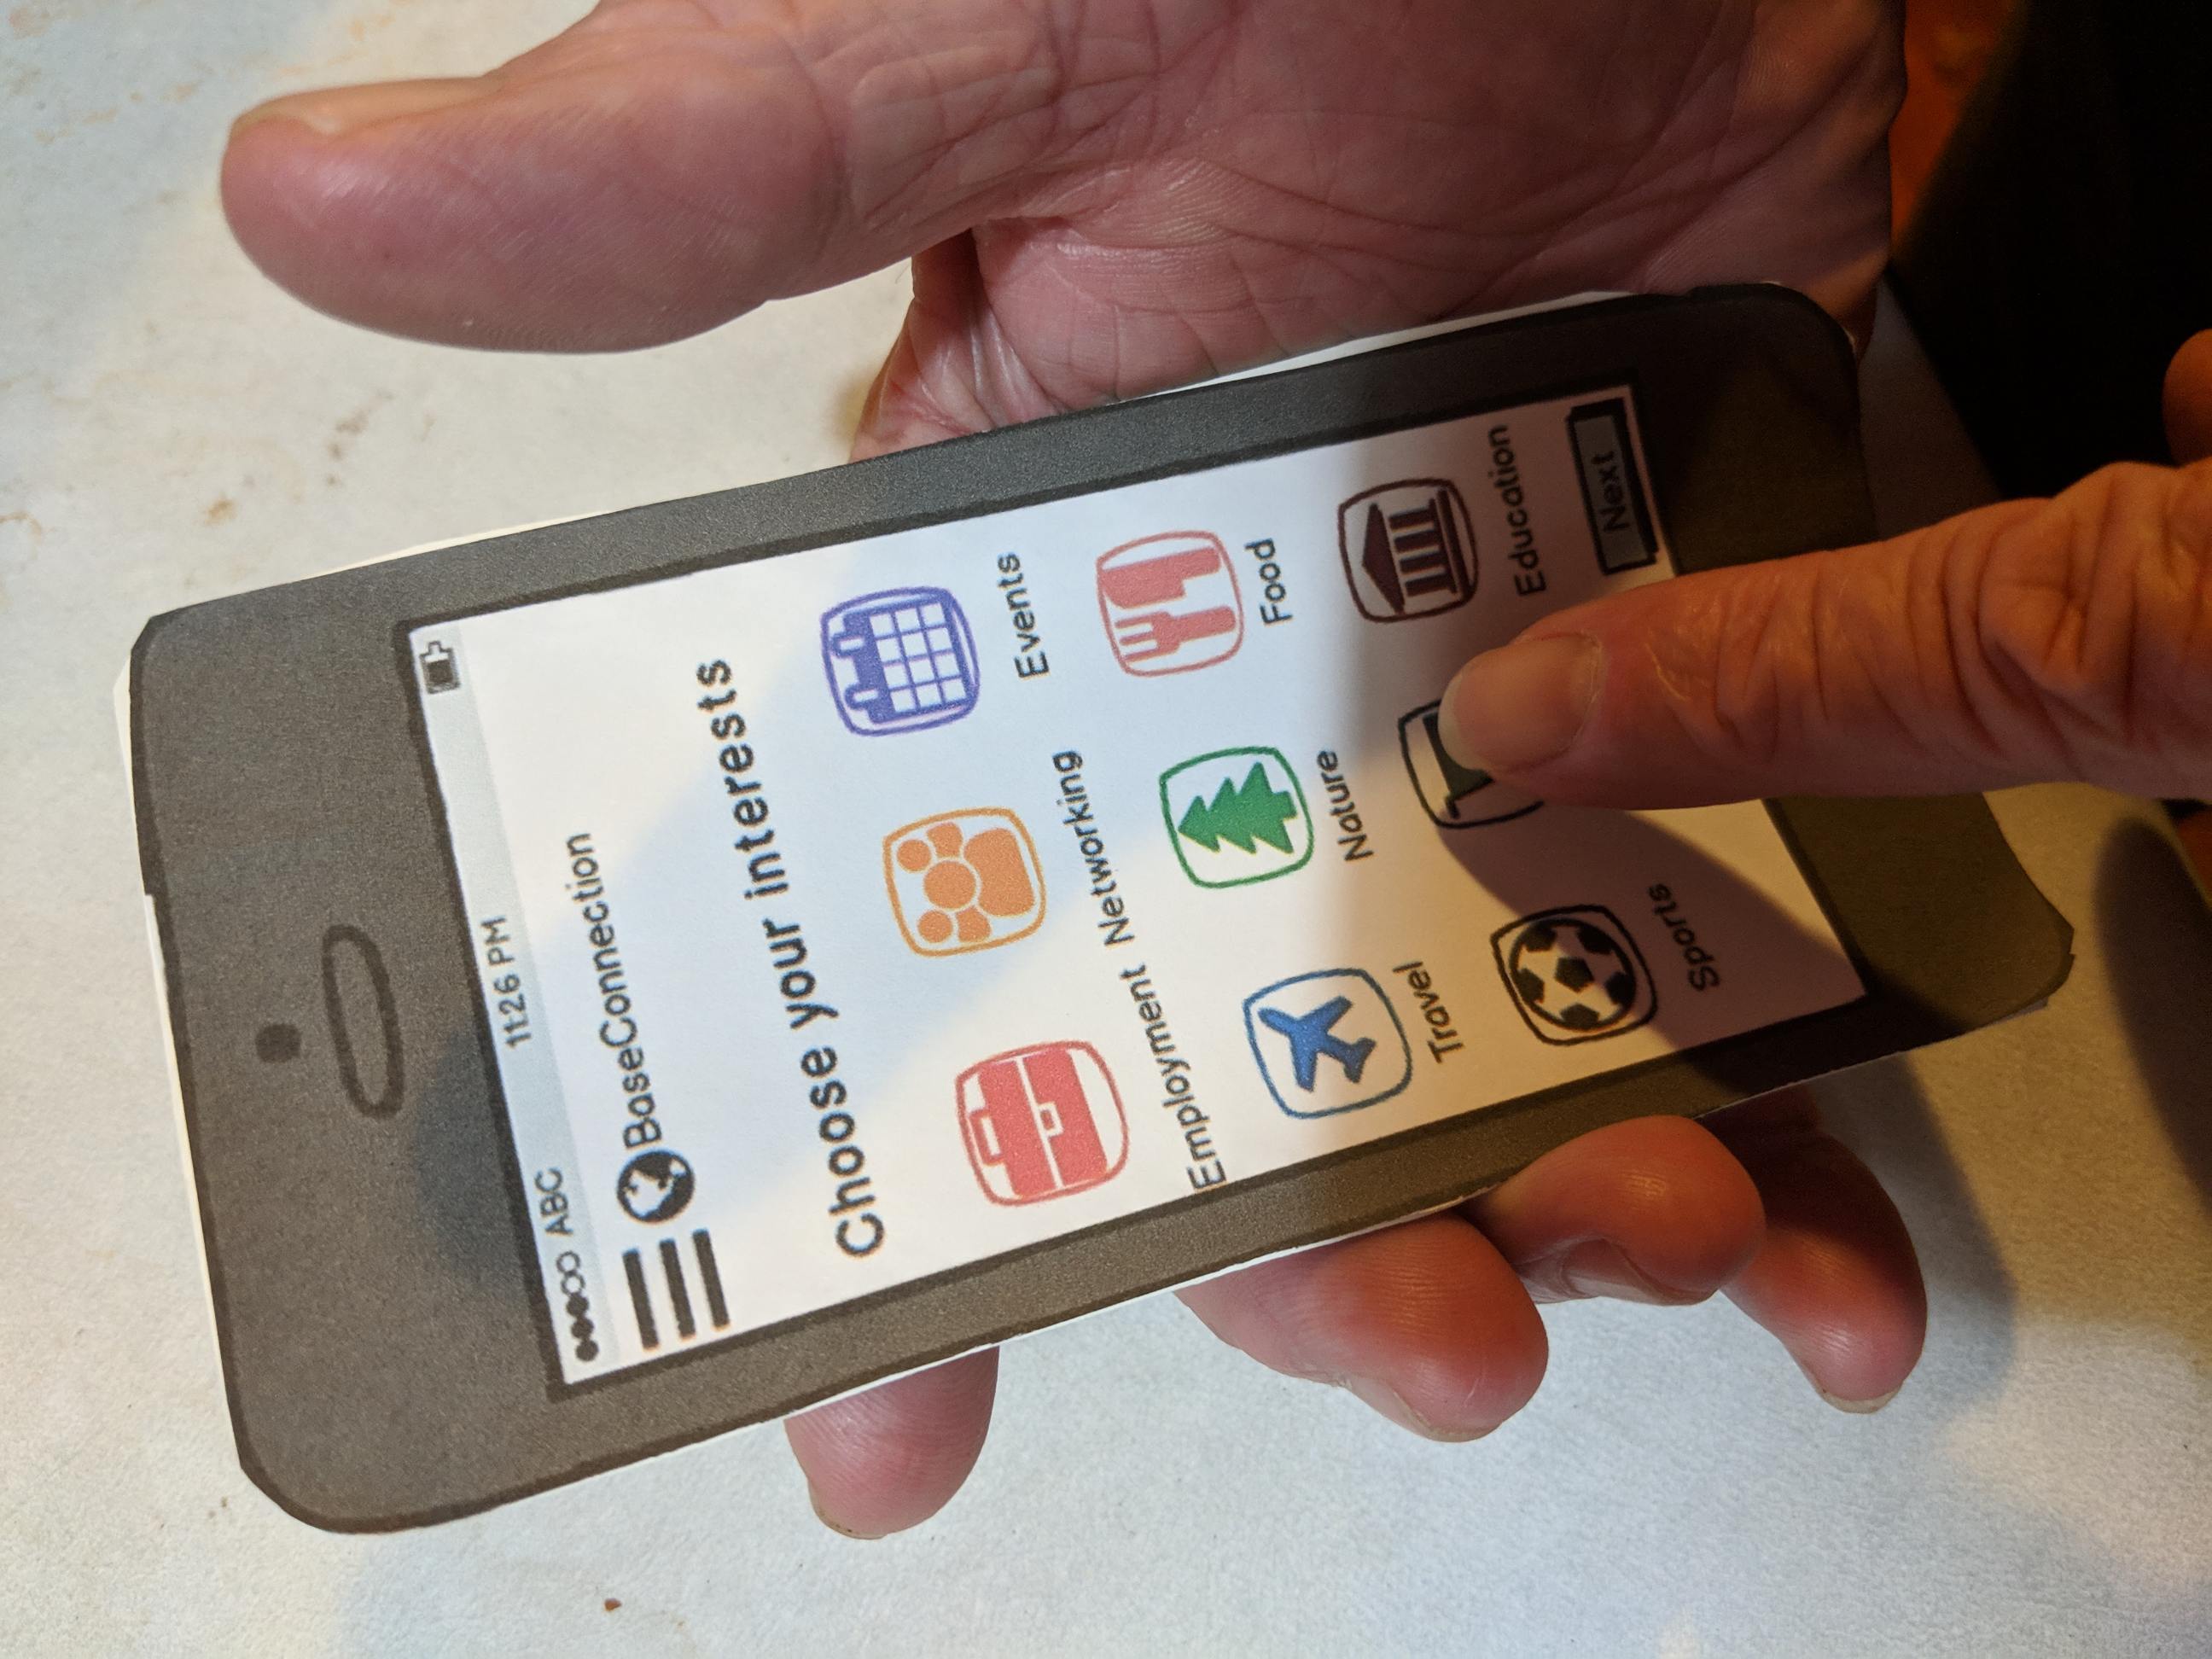 ABC 11:26 PM
BaseConnection
Choose your interests
Employment Networking Events
Travel Nature Food
Sports Education
Next